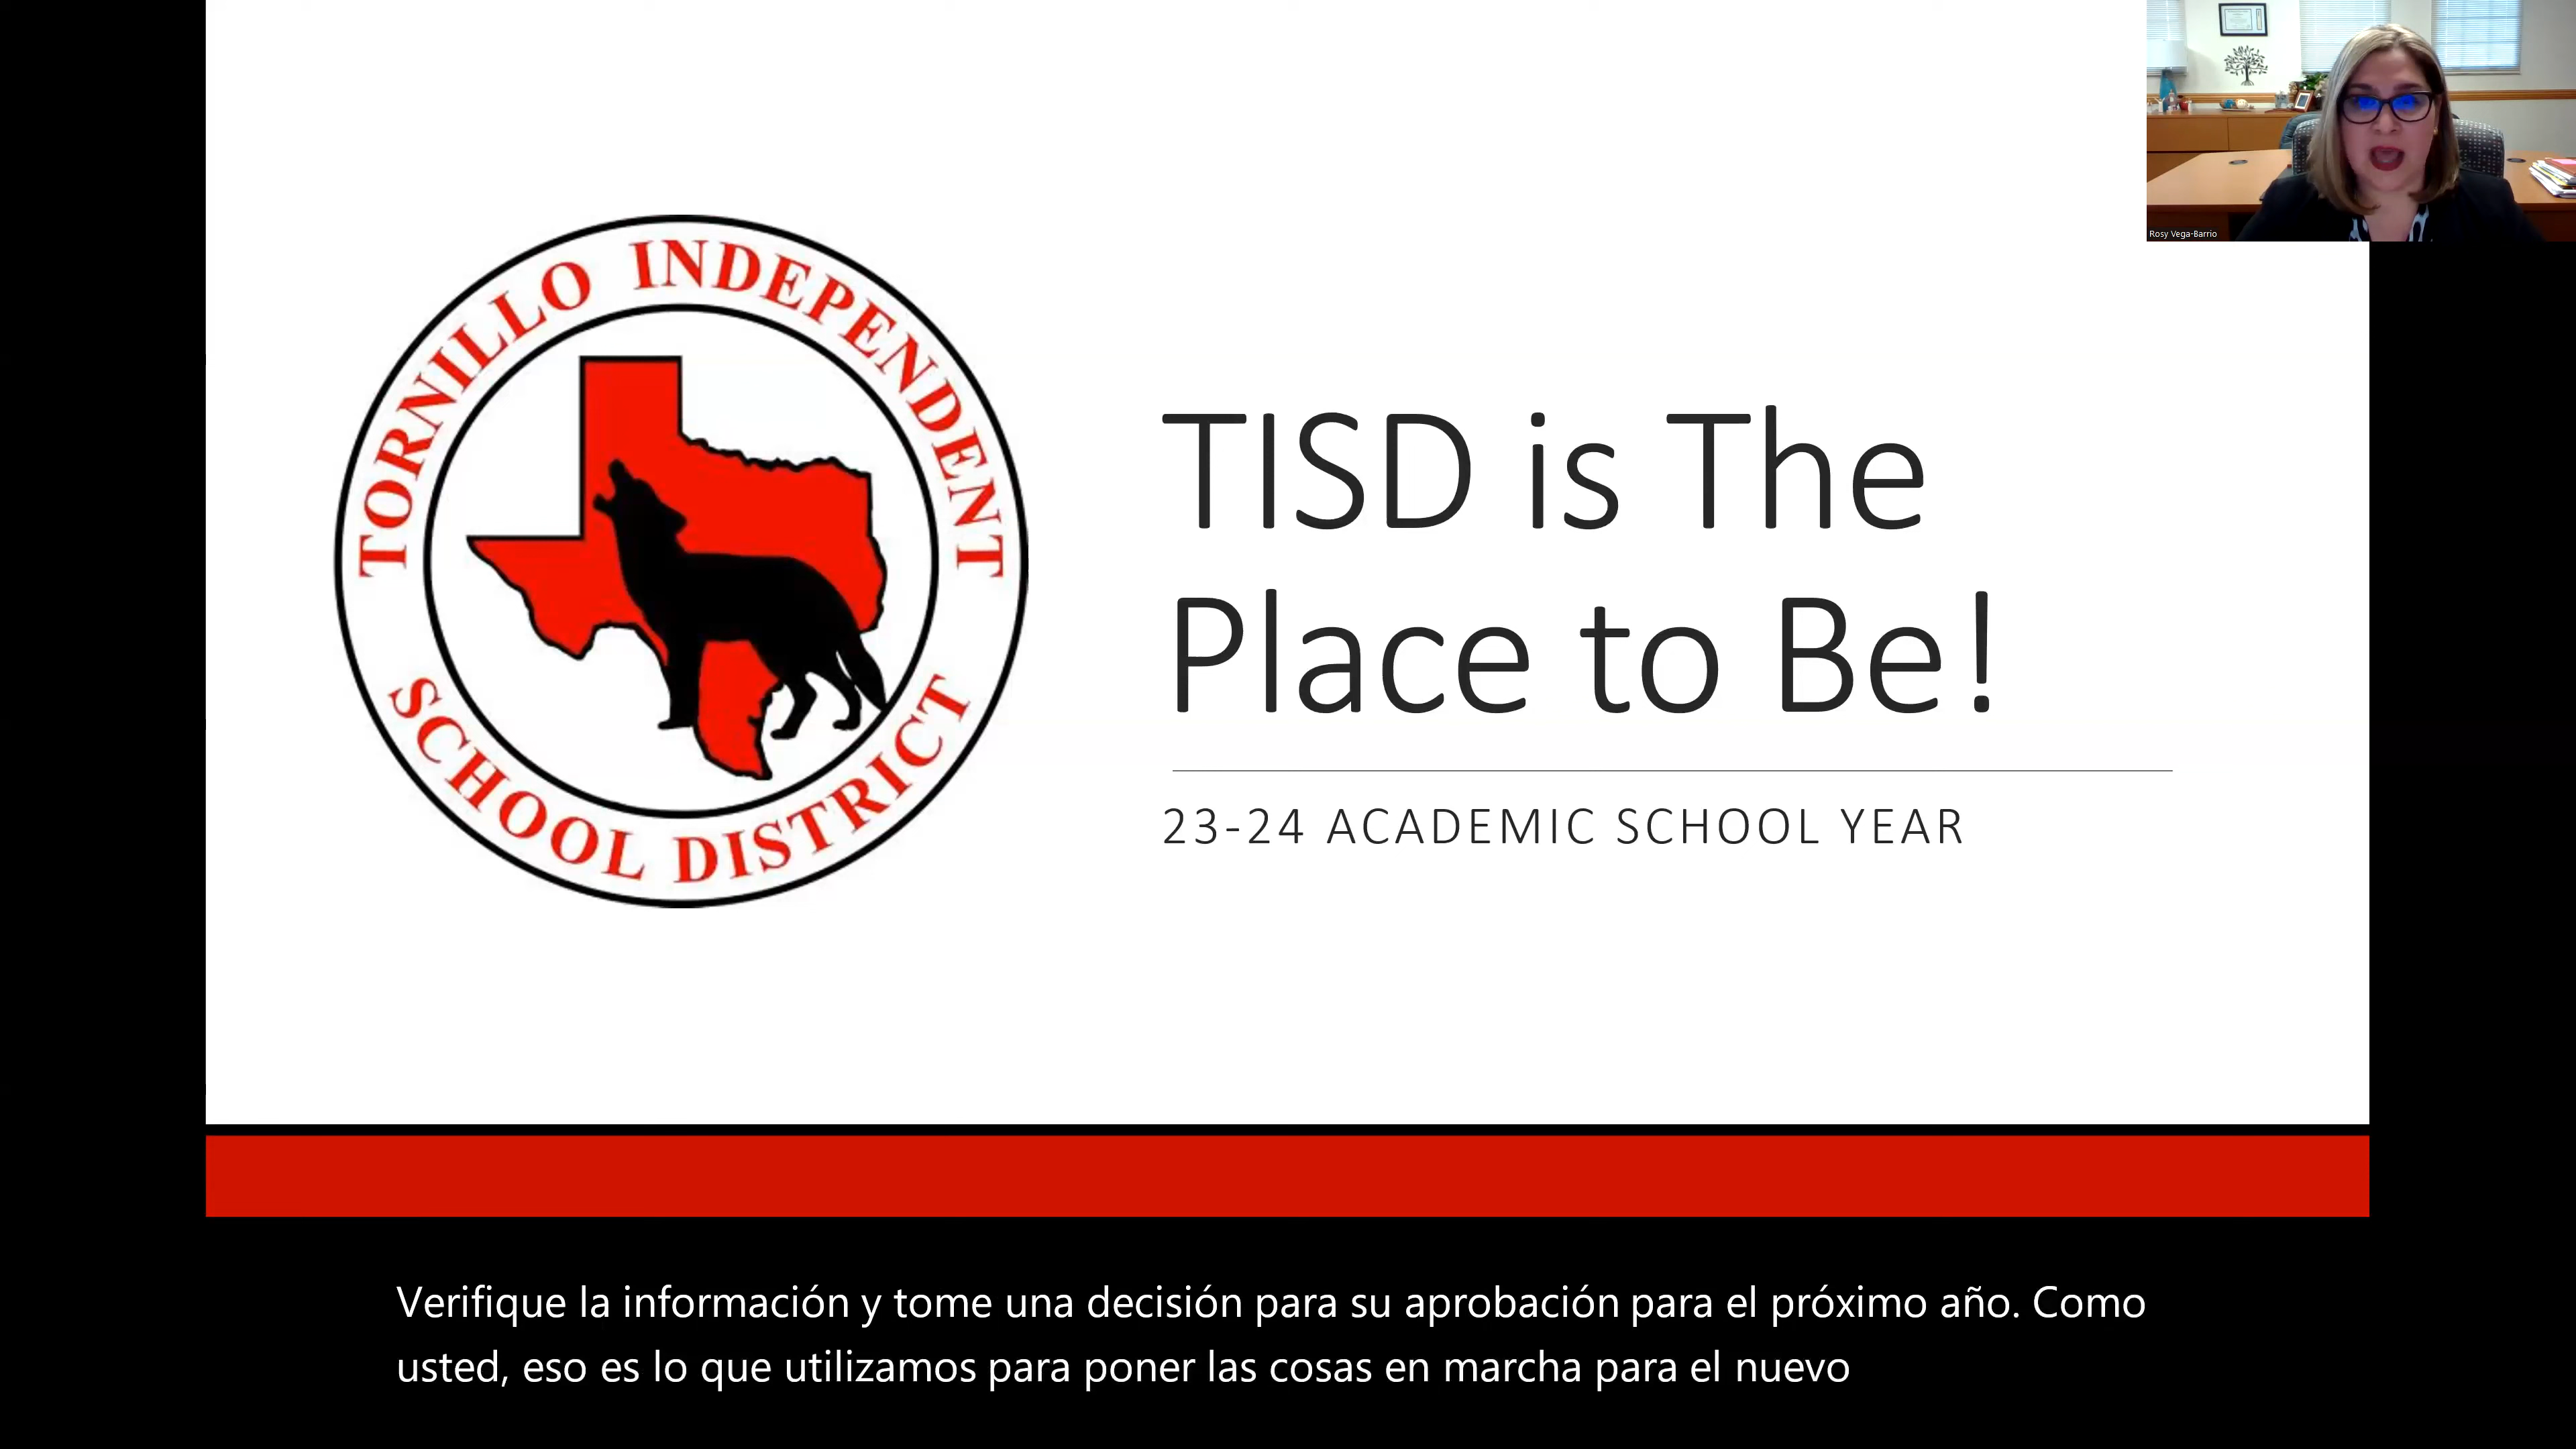 TORNILLO INDEPENDENT
SCHOOL DISTRICT
TISD is The
Place to Be!
23-24 ACADEMIC SCHOOL YEAR
Rosy Vega-Barrio
Verifique la información y tome una decisión para su aprobación para el próximo año. Como
usted, eso es lo que utilizamos para poner las cosas en marcha para el nuevo